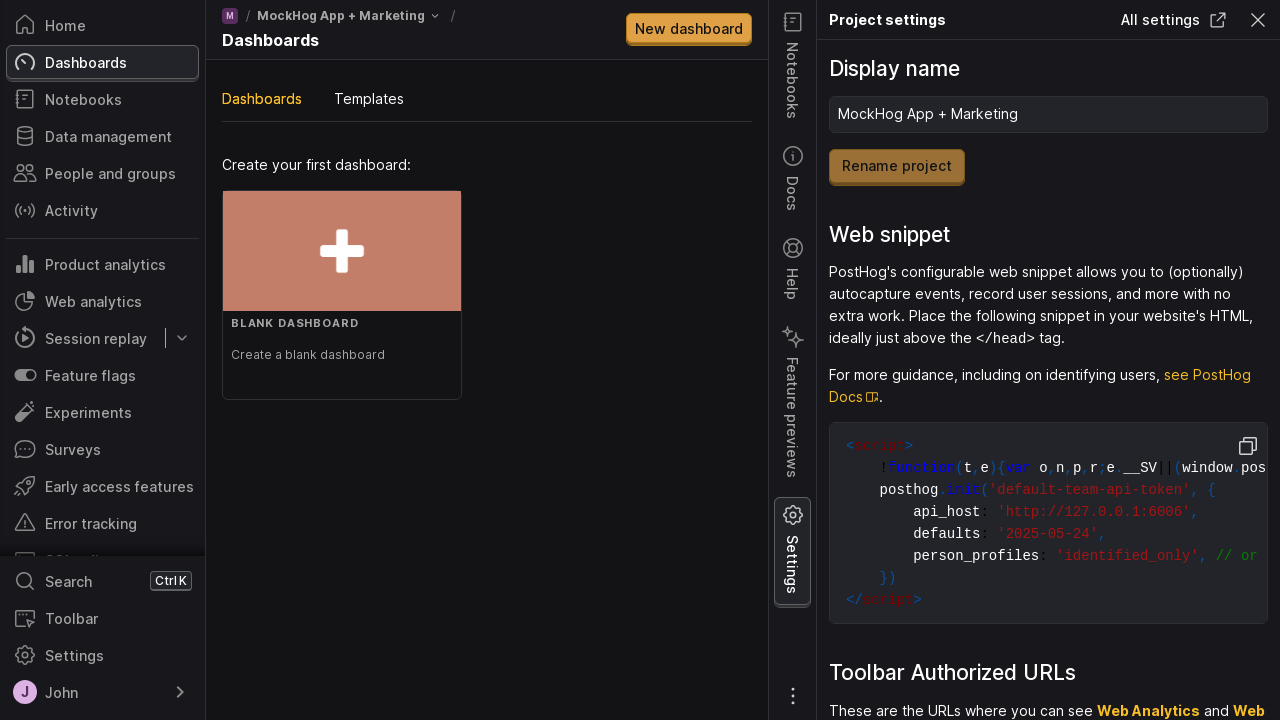 Home
Dashboards
Notebooks
Data management
People and groups
Activity
Product analytics
Web analytics
Session replay
Feature flags
Experiments
Surveys
Early access features
Error tracking
Search Ctrl K
Toolbar
Settings
J John
M / MockHog App + Marketing /
Dashboards
New dashboard
Dashboards Templates
Create your first dashboard:
BLANK DASHBOARD
Create a blank dashboard
Notebooks
Docs
Help
Feature previews
Settings
Project settings All settings
Display name
MockHog App + Marketing
Rename project
Web snippet
PostHog's configurable web snippet allows you to (optionally)
autocapture events, record user sessions, and more with no
extra work. Place the following snippet in your website's HTML,
ideally just above the </head> tag.
For more guidance, including on identifying users, see PostHog
Docs.
<script>
!function(t,e){var o,n,p,r;e.__SV||(window.pos
posthog.init('default-team-api-token', {
api_host: 'http://127.0.0.1:6006',
defaults: '2025-05-24',
person_profiles: 'identified_only', // or
})
</script>
Toolbar Authorized URLs
These are the URLs where you can see Web Analytics and Web